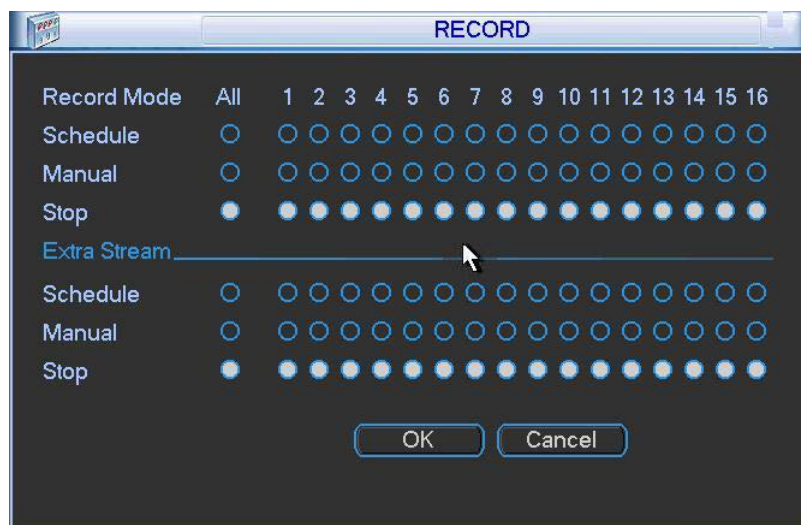 RECORD
Record Mode All 1 2 3 4 5 6 7 8 9 10 11 12 13 14 15 16
Schedule
Manual
Stop
Extra Stream
Schedule
Manual
Stop
OK Cancel